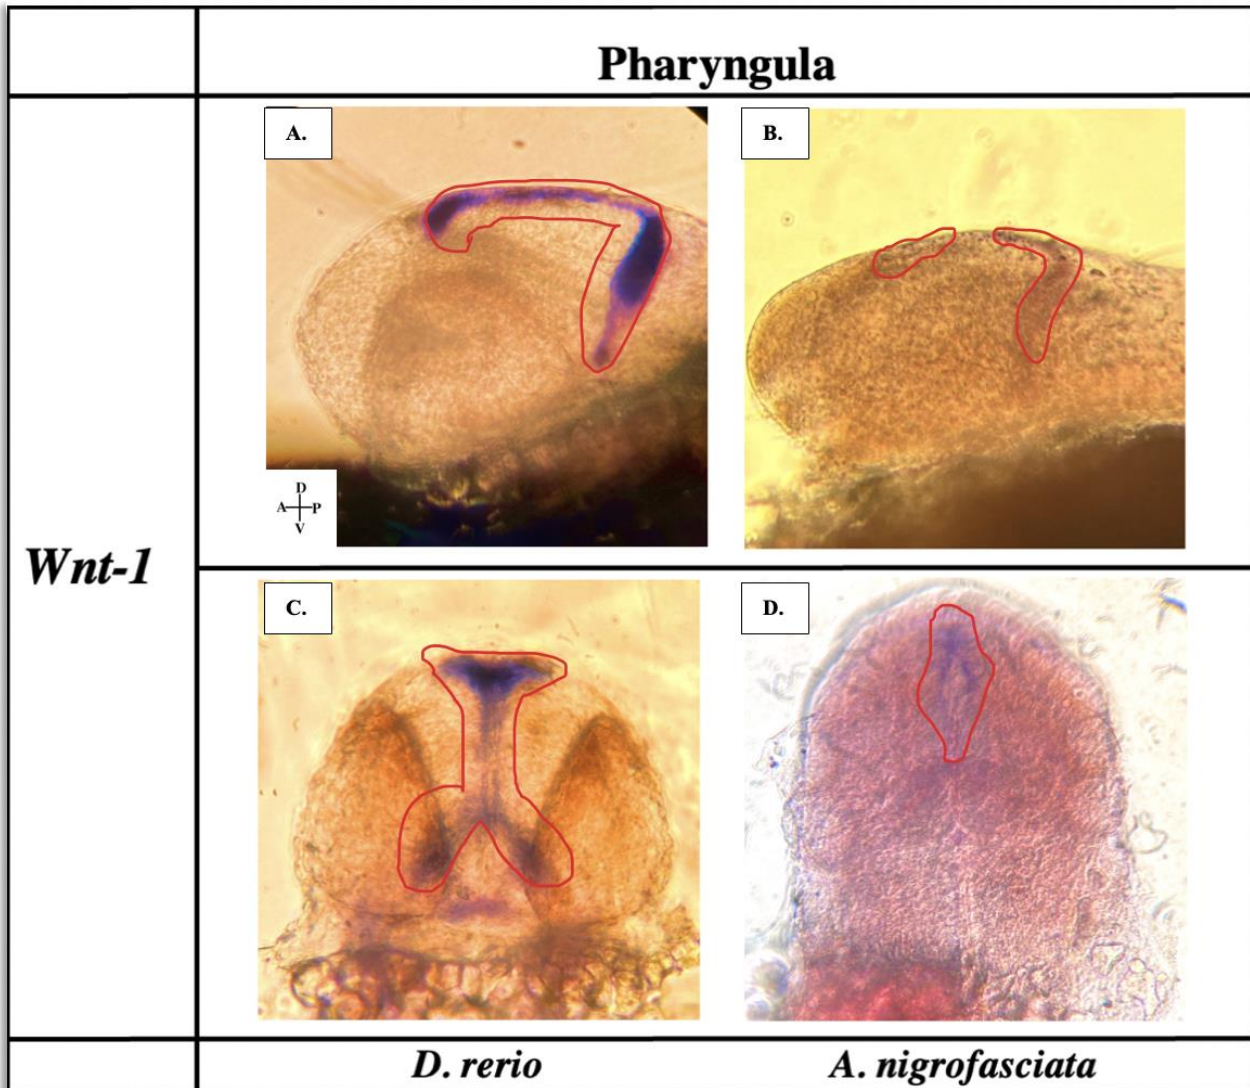 Pharyngula
A.
B.
D
A P
V
Wnt-1
C.
D.
D. rerio
A. nigrofasciata